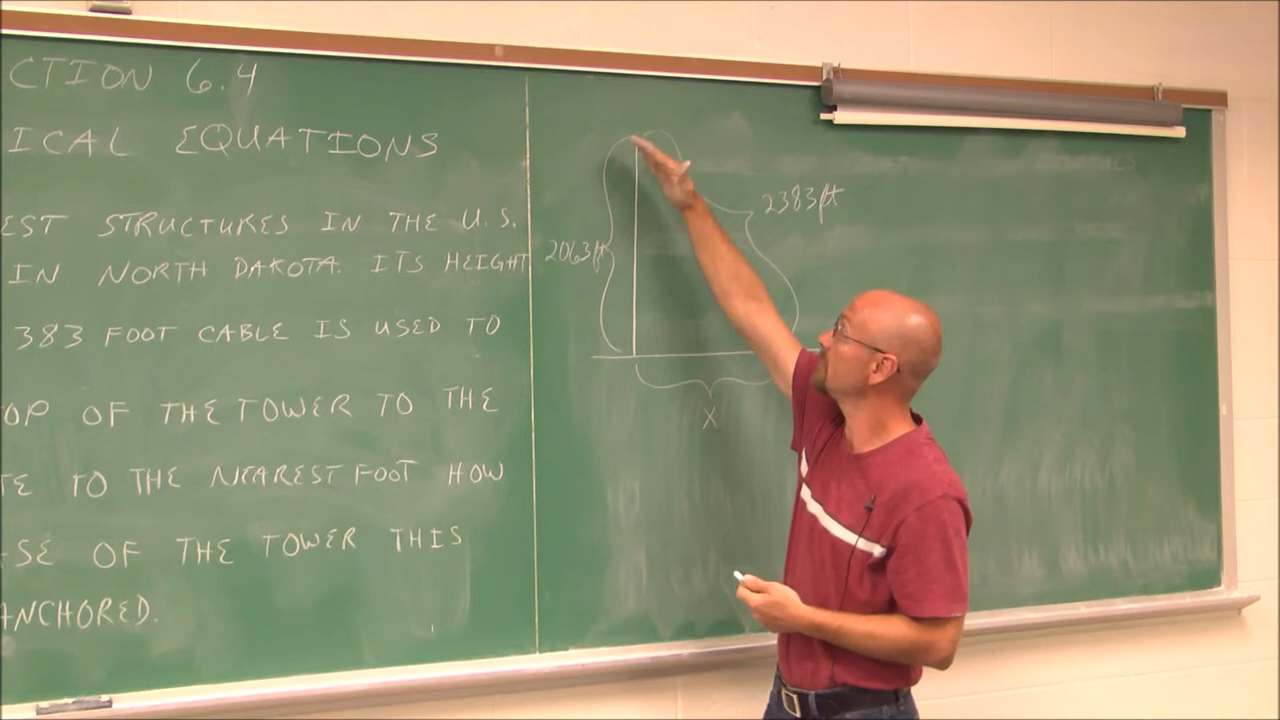 CTION 6.4
ICAL EQUATIONS
EST STRUCTURES IN THE U.S.
IN NORTH DAKOTA. ITS HEIGHT
383 FOOT CABLE IS USED TO
OP OF THE TOWER TO THE
TE TO THE NEAREST FOOT HOW
SE OF THE TOWER THIS
ANCHORED.
2063ft
2383ft
X